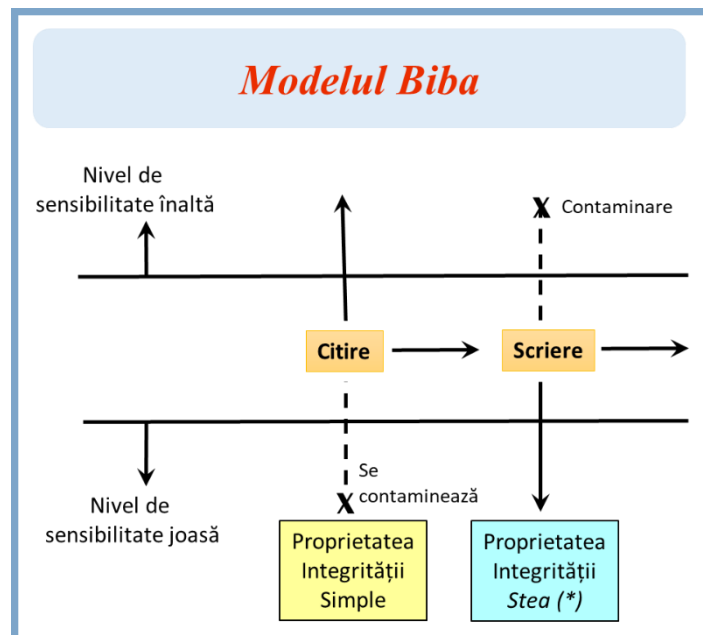 Modelul Biba
Nivel de
sensibilitate înaltă
X Contaminare
Citire
Scriere
Se
contaminează
X
Nivel de
sensibilitate joasă
Proprietatea
Integrității
Simple
Proprietatea
Integrității
Stea (*)